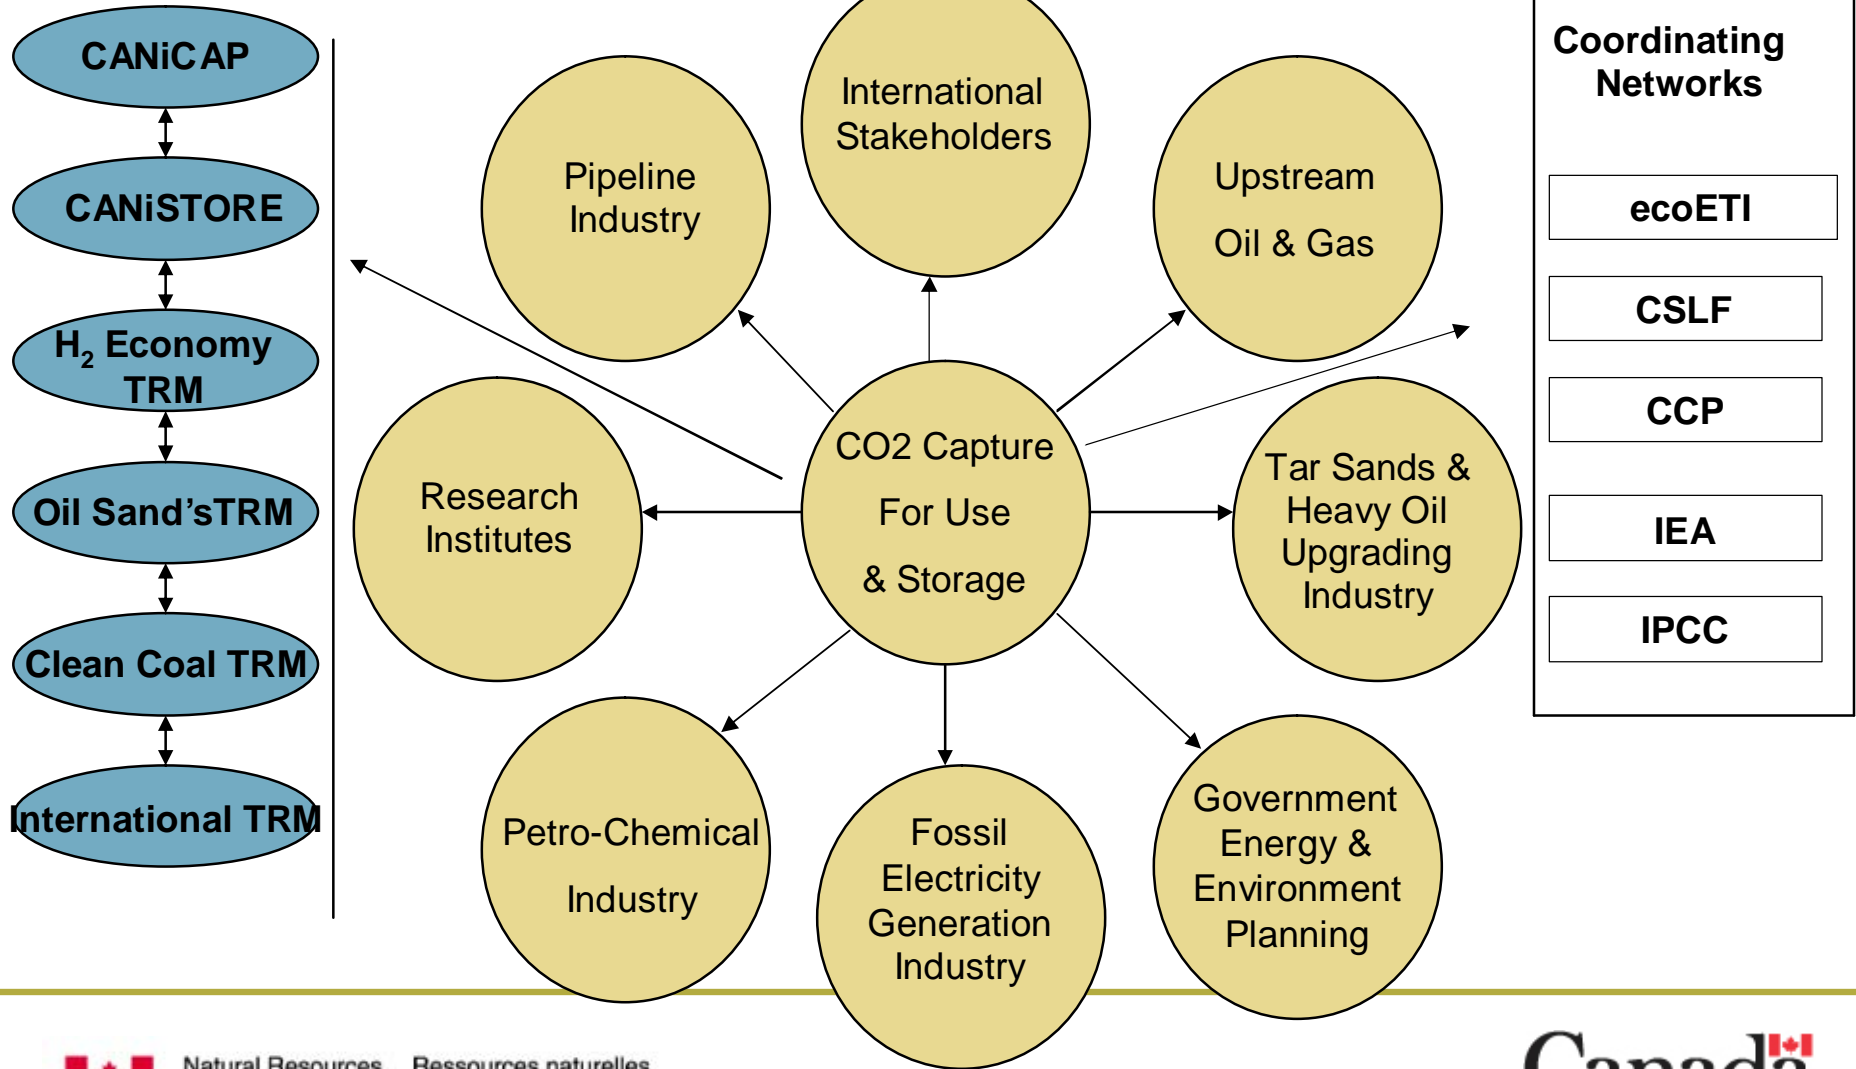 CANiCAP
CANiSTORE
H2 Economy
TRM
Oil Sand'sTRM
Clean Coal TRM
International TRM
International
Stakeholders
Pipeline
Industry
Upstream
Oil & Gas
Research
Institutes
CO2 Capture
For Use
& Storage
Tar Sands &
Heavy Oil
Upgrading
Industry
Petro-Chemical
Industry
Fossil
Electricity
Generation
Industry
Government
Energy &
Environment
Planning
Coordinating
Networks
ecoETI
CSLF
CCP
IEA
IPCC
Natural Resources
Ressources naturelles
Canada